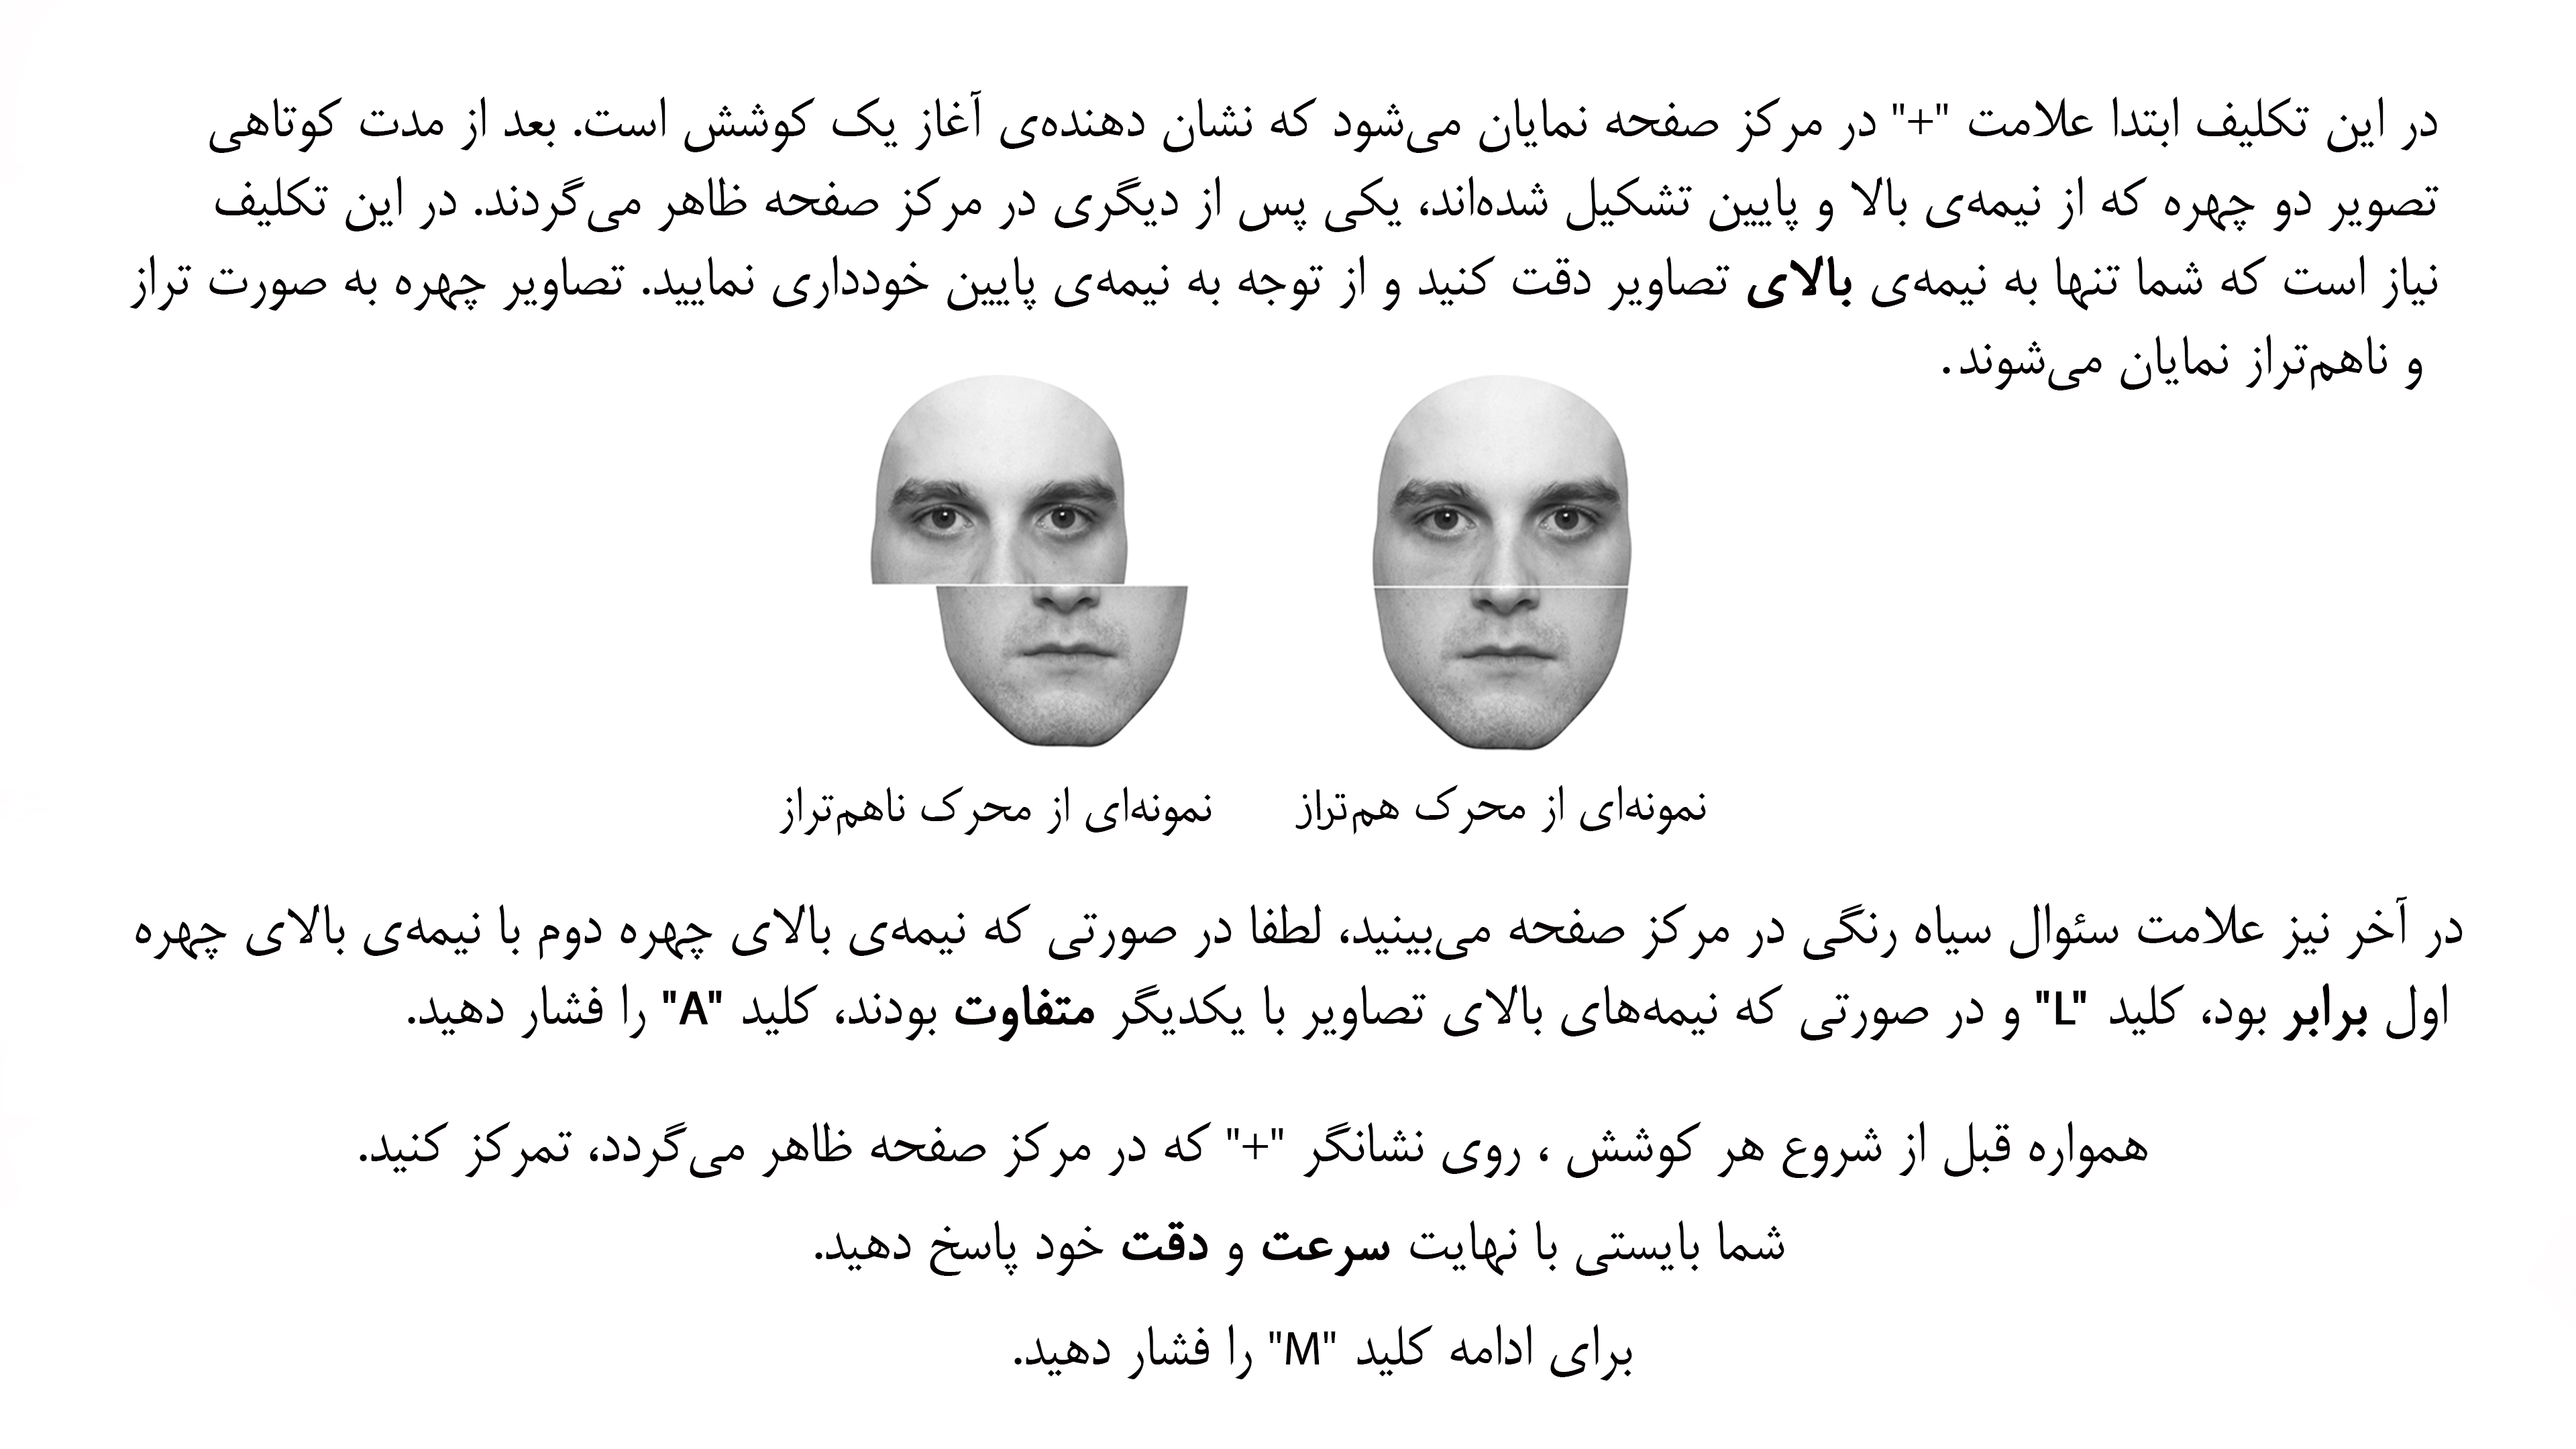 در این تکلیف ابتدا علامت "+" در مرکز صفحه نمایان می‌شود که نشان دهنده‌ی آغاز یک کوشش است. بعد از مدت کوتاهی
تصویر دو چهره که از نیمه‌ی بالا و پایین تشکیل شده‌اند، یکی پس از دیگری در مرکز صفحه ظاهر می‌گردند. در این تکلیف
نیاز است که شما تنها به نیمه‌ی بالای تصاویر دقت کنید و از توجه به نیمه‌ی پایین خودداری نمایید. تصاویر چهره به صورت تراز
و ناهم‌تراز نمایان می‌شوند.
نمونه‌ای از محرک هم‌تراز
نمونه‌ای از محرک ناهم‌تراز
در آخر نیز علامت سئوال سیاه رنگی در مرکز صفحه می‌بینید، لطفا در صورتی که نیمه‌ی بالای چهره دوم با نیمه‌ی بالای چهره
اول برابر بود، کلید "L" و در صورتی که نیمه‌های بالای تصاویر با یکدیگر متفاوت بودند، کلید "A" را فشار دهید.
همواره قبل از شروع هر کوشش ، روی نشانگر "+" که در مرکز صفحه ظاهر می‌گردد، تمرکز کنید.
شما بایستی با نهایت سرعت و دقت خود پاسخ دهید.
برای ادامه کلید "M" را فشار دهید.